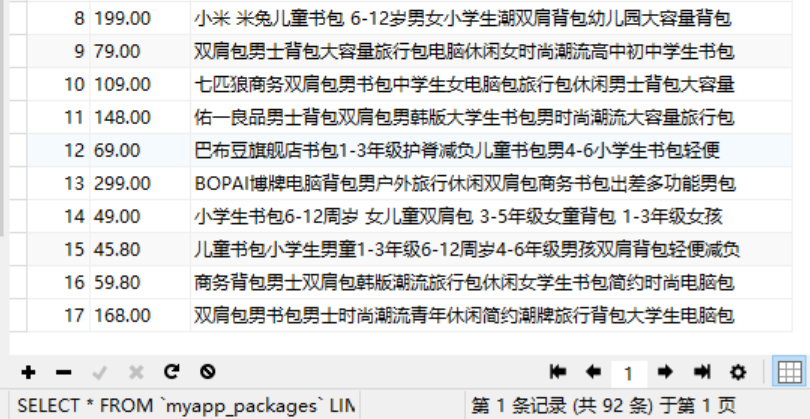 8 199.00 小米 米兔儿童书包 6-12岁男女小学生潮双肩背包幼儿园大容量背包
9 79.00 双肩包男士背包大容量旅行包电脑休闲女时尚潮流高中初中学生书包
10 109.00 七匹狼商务双肩包男书包中学生女电脑包旅行包休闲男士背包大容量
11 148.00 佑一良品男士背包双肩包男韩版大学生书包男时尚潮流大容量旅行包
12 69.00 巴布豆旗舰店书包1-3年级护脊减负儿童书包男4-6小学生书包轻便
13 299.00 BOPAI博牌电脑背包男户外旅行休闲双肩包商务书包出差多功能男包
14 49.00 小学生书包6-12周岁 女儿童双肩包 3-5年级女童背包 1-3年级女孩
15 45.80 儿童书包小学生男童1-3年级6-12周岁4-6年级男孩双肩背包轻便减负
16 59.80 商务背包男士双肩包韩版潮流旅行包休闲女学生书包简约时尚电脑包
17 168.00 双肩包男书包男士时尚潮流青年休闲简约潮牌旅行背包大学生电脑包
1
SELECT * FROM `myapp_packages` LIM 第 1 条记录 (共 92 条) 于第 1 页